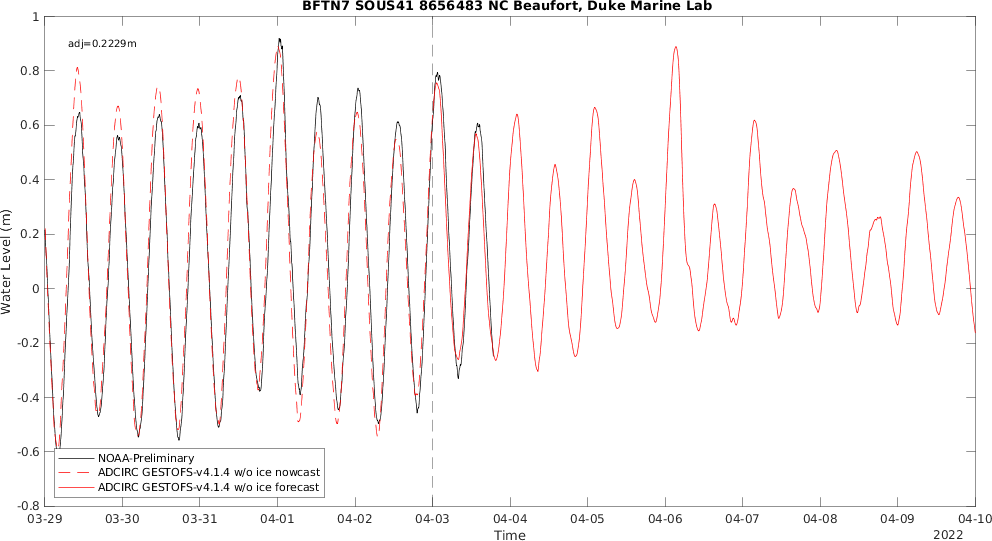 BFTN7 SOUS41 8656483 NC Beaufort, Duke Marine Lab
adj=0.2229m
Water Level (m)
1
0.8
0.6
0.4
0.2
0
-0.2
-0.4
-0.6
-0.8
NOAA-Preliminary
ADCIRC GESTOFS-v4.1.4 w/o ice nowcast
ADCIRC GESTOFS-v4.1.4 w/o ice forecast
03-29 03-30 03-31 04-01 04-02 04-03 04-04 04-05 04-06 04-07 04-08 04-09 04-10
Time
2022